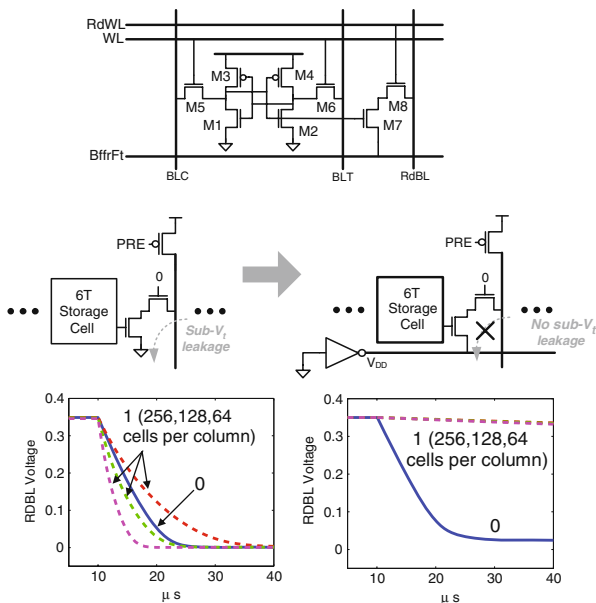 RdWL
WL
M3
M4
M5
M6
M8
M1
M2
M7
BffrFt
BLC
BLT
RdBL
PRE
0
6T
Storage
Cell
Sub-Vt
leakage
PRE
0
6T
Storage
Cell
No sub-Vt
leakage
VDD
0.4
0.3
0.2
0.1
0
RDBL Voltage
1 (256,128,64
cells per column)
0
10 20 30 40
μ s
0.4
0.3
0.2
0.1
0
RDBL Voltage
1 (256,128,64
cells per column)
0
10 20 30 40
μ s